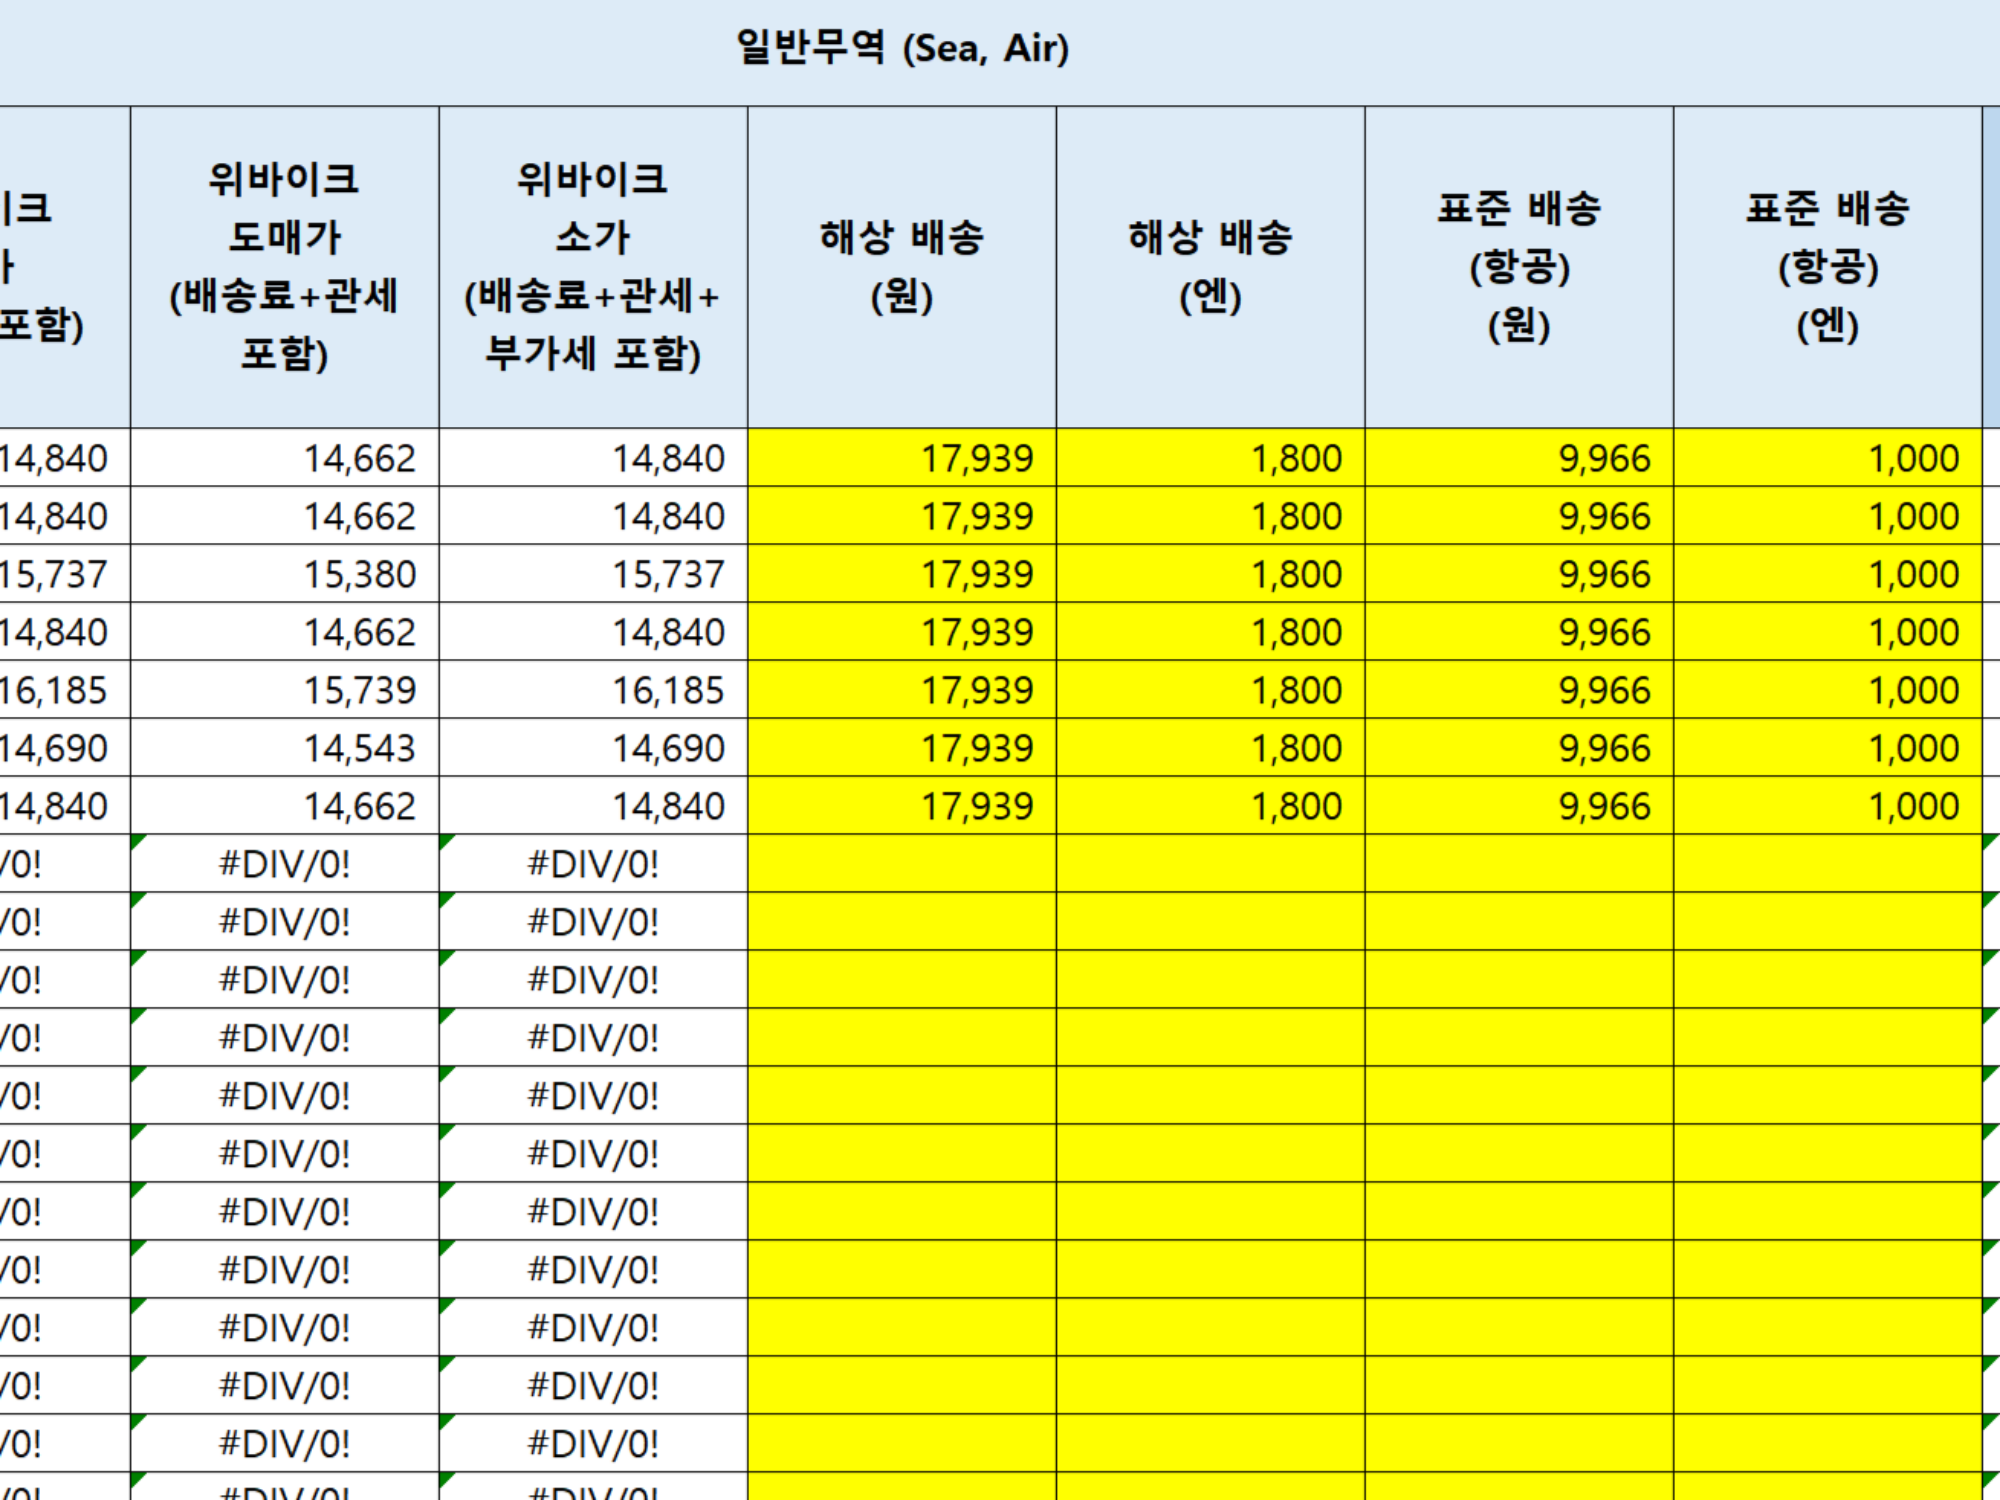 일반무역 (Sea, Air)
이크
포함)
위바이크
도매가
(배송료+관세
포함)
위바이크
소가
(배송료+관세+
부가세 포함)
해상 배송
(원)
해상 배송
(엔)
표준 배송
(항공)
(원)
표준 배송
(항공)
(엔)
14,840 14,662 14,840 17,939 1,800 9,966 1,000
14,840 14,662 14,840 17,939 1,800 9,966 1,000
15,737 15,380 15,737 17,939 1,800 9,966 1,000
14,840 14,662 14,840 17,939 1,800 9,966 1,000
16,185 15,739 16,185 17,939 1,800 9,966 1,000
14,690 14,543 14,690 17,939 1,800 9,966 1,000
14,840 14,662 14,840 17,939 1,800 9,966 1,000
/0! #DIV/0! #DIV/0!
/0! #DIV/0! #DIV/0!
/0! #DIV/0! #DIV/0!
/0! #DIV/0! #DIV/0!
/0! #DIV/0! #DIV/0!
/0! #DIV/0! #DIV/0!
/0! #DIV/0! #DIV/0!
/0! #DIV/0! #DIV/0!
/0! #DIV/0! #DIV/0!
/0! #DIV/0! #DIV/0!
/0! #DIV/0! #DIV/0!
/0! #DIV/0! #DIV/0!